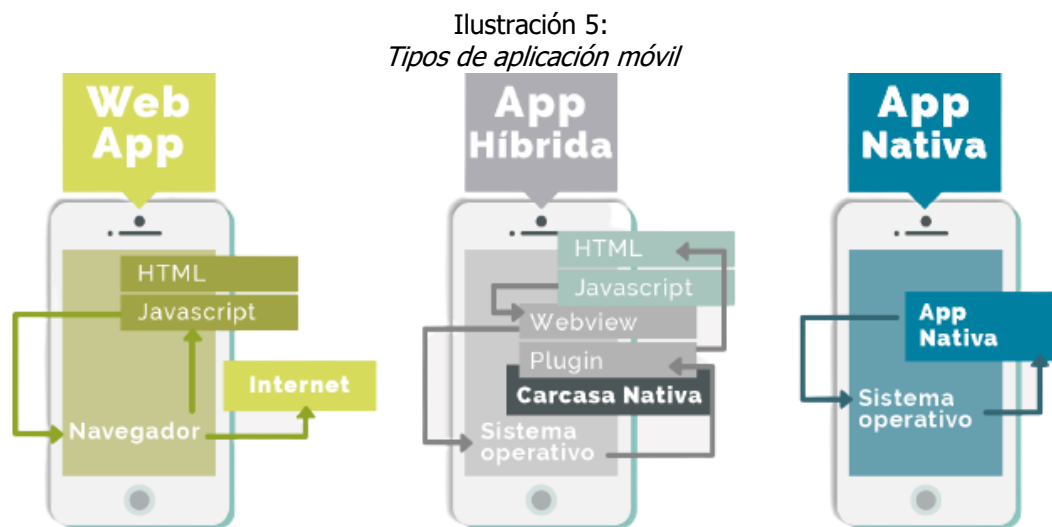 Ilustración 5:
Tipos de aplicación móvil
Web
App
HTML
Javascript
Internet
Navegador
App
Híbrida
HTML
Javascript
Webview
Plugin
Carcasa Nativa
Sistema
operativo
App
Nativa
App
Nativa
Sistema
operativo